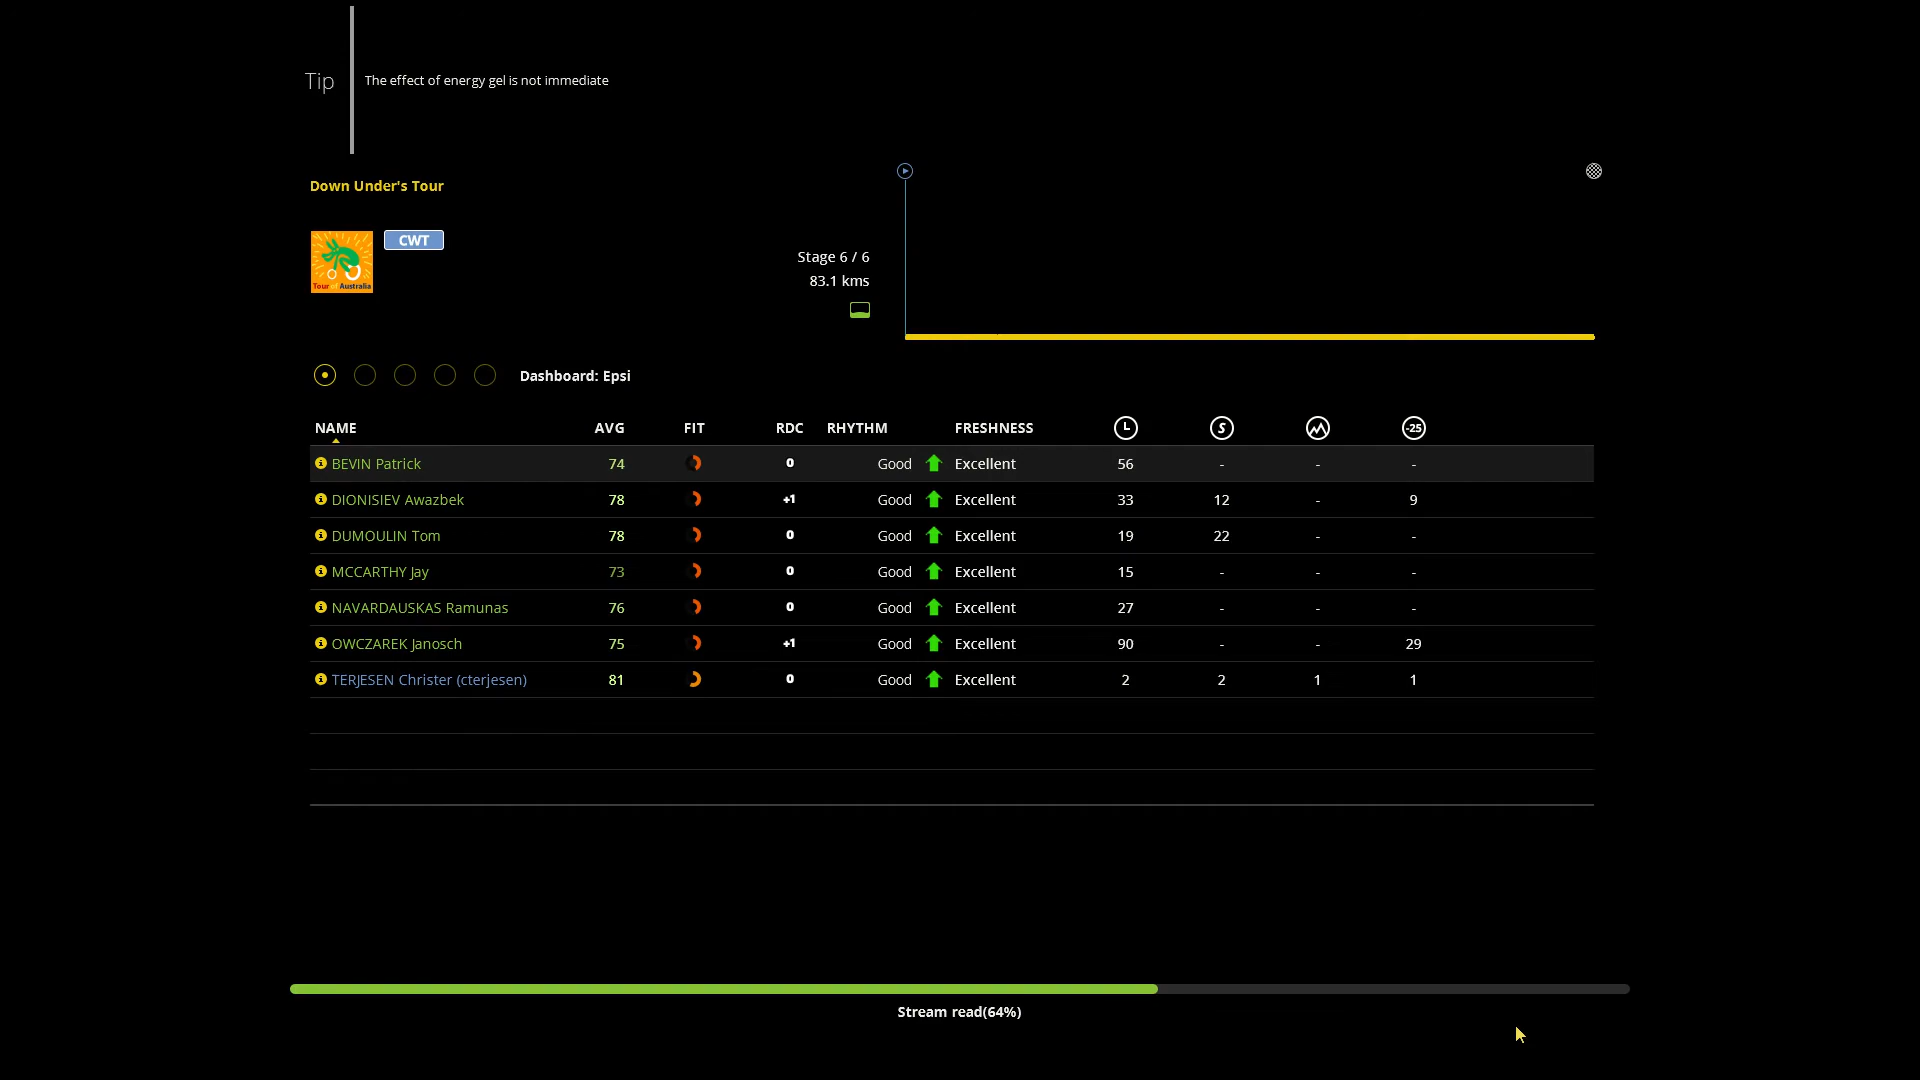 Tip
The effect of energy gel is not immediate
Down Under's Tour
CWT
Tour of Australia
Stage 6 / 6
83.1 kms
Dashboard: Epsi
NAME AVG FIT RDC RHYTHM FRESHNESS S -25
BEVIN Patrick 74 0 Good Excellent 56 - - -
DIONISIEV Awazbek 78 +1 Good Excellent 33 12 - 9
DUMOULIN Tom 78 0 Good Excellent 19 22 - -
MCCARTHY Jay 73 0 Good Excellent 15 - - -
NAVARDAUSKAS Ramunas 76 0 Good Excellent 27 - - -
OWCZAREK Janosch 75 +1 Good Excellent 90 - - 29
TERJESEN Christer (cterjesen) 81 0 Good Excellent 2 2 1 1
Stream read(64%)